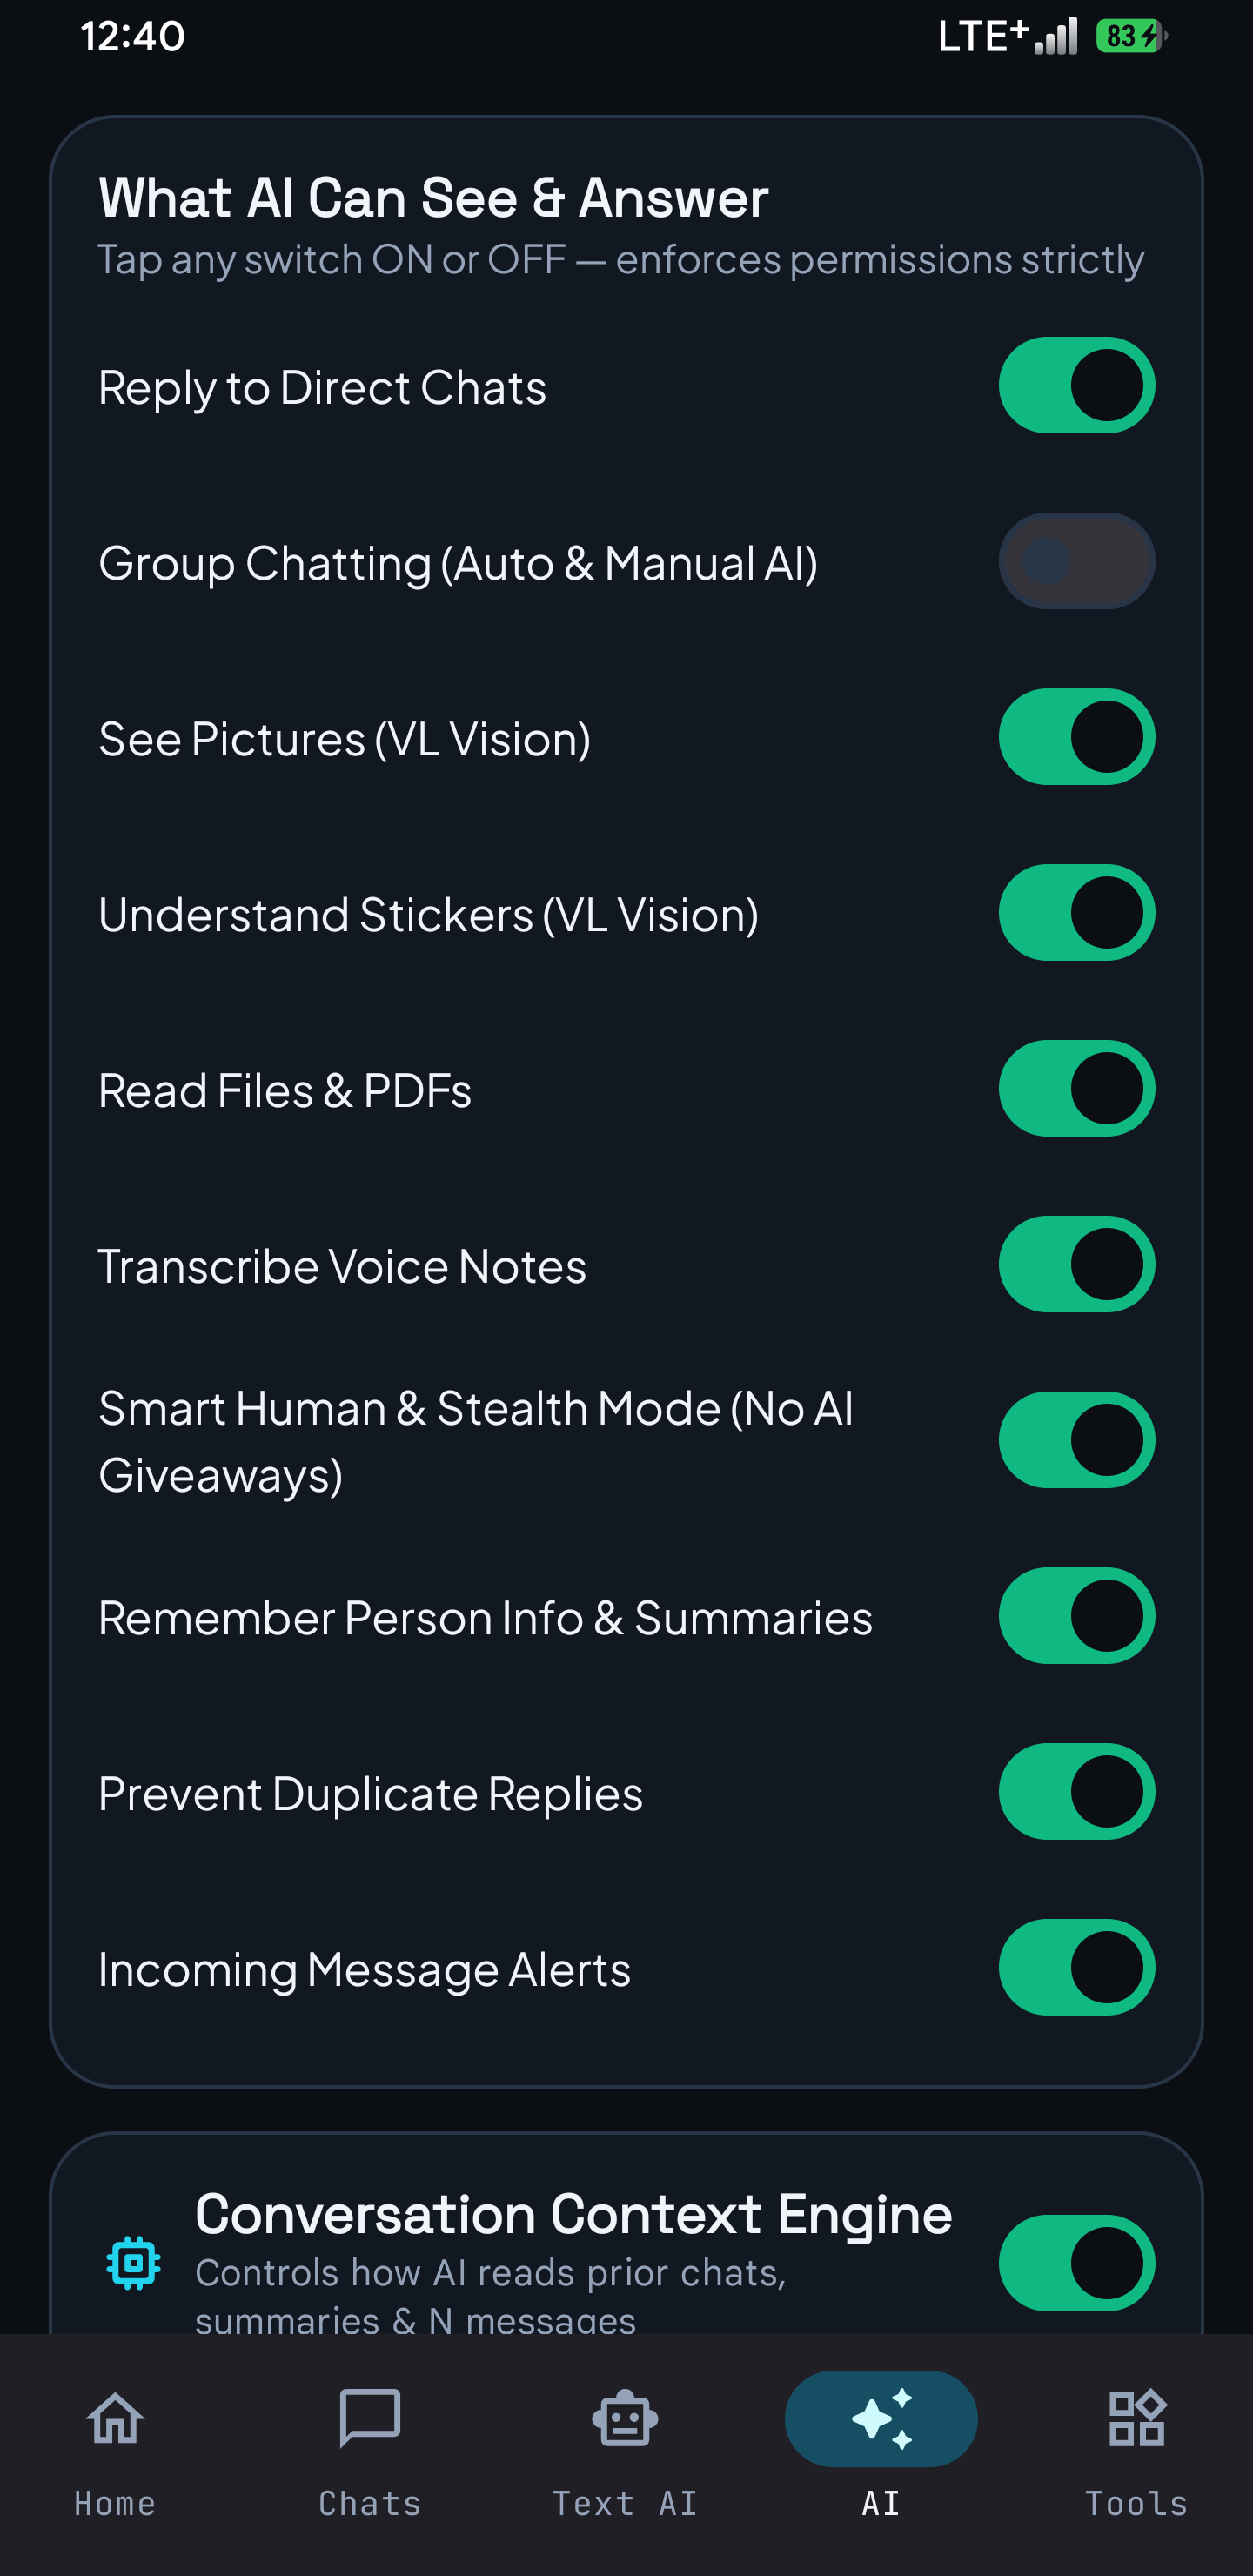 12:40
LTE+ 83
What AI Can See & Answer
Tap any switch ON or OFF — enforces permissions strictly
Reply to Direct Chats
Group Chatting (Auto & Manual AI)
See Pictures (VL Vision)
Understand Stickers (VL Vision)
Read Files & PDFs
Transcribe Voice Notes
Smart Human & Stealth Mode (No AI
Giveaways)
Remember Person Info & Summaries
Prevent Duplicate Replies
Incoming Message Alerts
Conversation Context Engine
Controls how AI reads prior chats,
summaries & N messages
Home
Chats
Text AI
AI
Tools